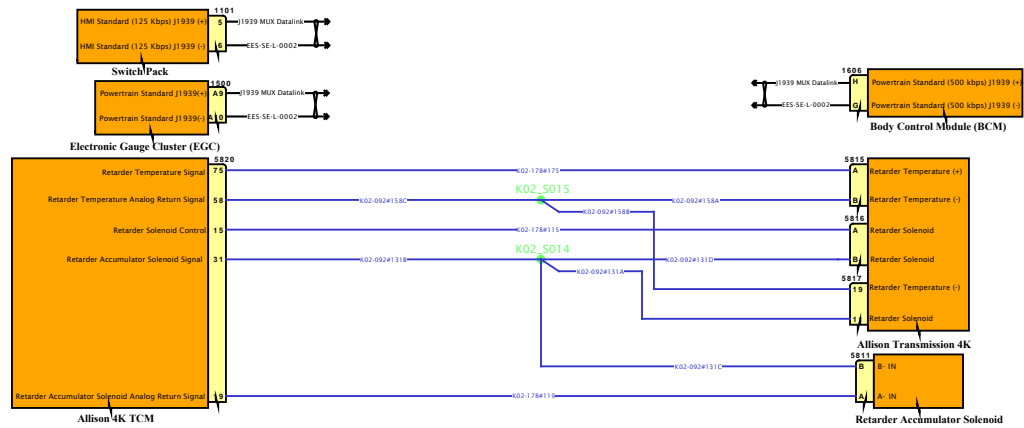 1101
HMI Standard (125 Kbps) J1939 (+) 5 J1939 MUX Datalink
HMI Standard (125 Kbps) J1939 (-) 6 EES-SE-L-0002
Switch Pack
1500
Powertrain Standard J1939(+) A9 J1939 MUX Datalink
Powertrain Standard J1939(-) A10 EES-SE-L-0002
Electronic Gauge Cluster (EGC)
1606
J1939 MUX Datalink H Powertrain Standard (500 kbps) J1939 (+)
EES-SE-L-0002 G Powertrain Standard (500 kbps) J1939 (-)
Body Control Module (BCM)
5820 5815
Retarder Temperature Signal 75 K02-178#175 A Retarder Temperature (+)
K02_S015
Retarder Temperature Analog Return Signal 58 K02-092#158C K02-092#158A B Retarder Temperature (-)
K02-092#158B
5816
Retarder Solenoid Control 15 K02-178#115 A Retarder Solenoid
K02_S014
Retarder Accumulator Solenoid Signal 31 K02-092#131B K02-092#131D B Retarder Solenoid
K02-092#131A
5817
19 Retarder Temperature (-)
Retarder Solenoid
Allison Transmission 4K
5811
K02-092#131C B B- IN
Retarder Accumulator Solenoid Analog Return Signal 19 K02-178#119 A A- IN
Allison 4K TCM
Retarder Accumulator Solenoid